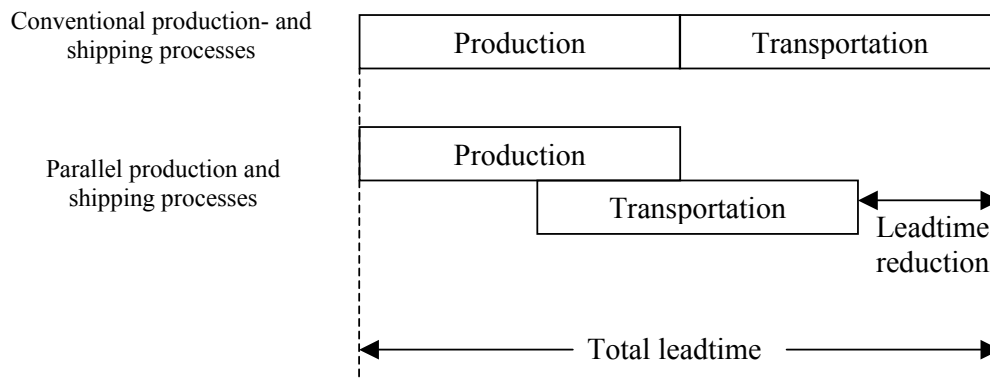 Conventional production- and
shipping processes
Production
Transportation
Parallel production and
shipping processes
Production
Transportation
Leadtime
reduction
Total leadtime